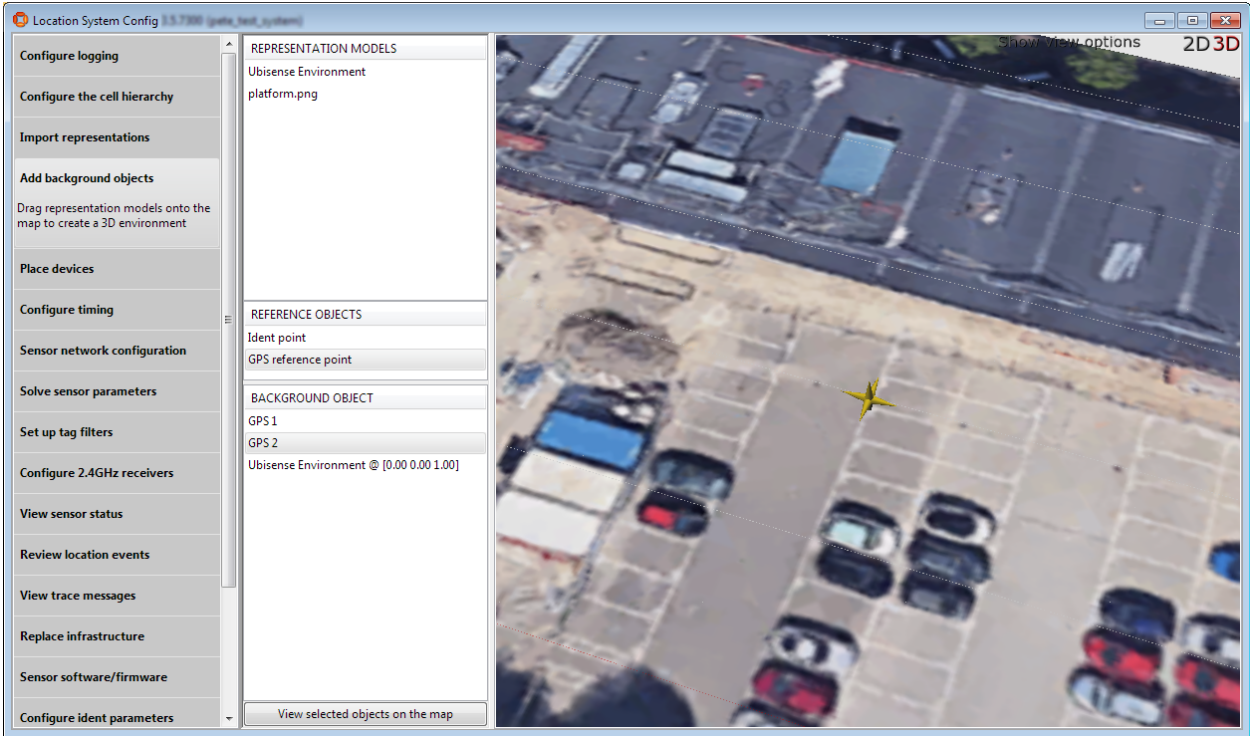 Location System Config 3.5.7300 (pete_test_system)
Configure logging
Configure the cell hierarchy
Import representations
Add background objects
Drag representation models onto the
map to create a 3D environment
Place devices
Configure timing
Sensor network configuration
Solve sensor parameters
Set up tag filters
Configure 2.4GHz receivers
View sensor status
Review location events
View trace messages
Replace infrastructure
Sensor software/firmware
Configure ident parameters
REPRESENTATION MODELS
Ubisense Environment
platform.png
REFERENCE OBJECTS
Ident point
GPS reference point
BACKGROUND OBJECT
GPS 1
GPS 2
Ubisense Environment @ [0.00 0.00 1.00]
View selected objects on the map
Show view options
2D 3D